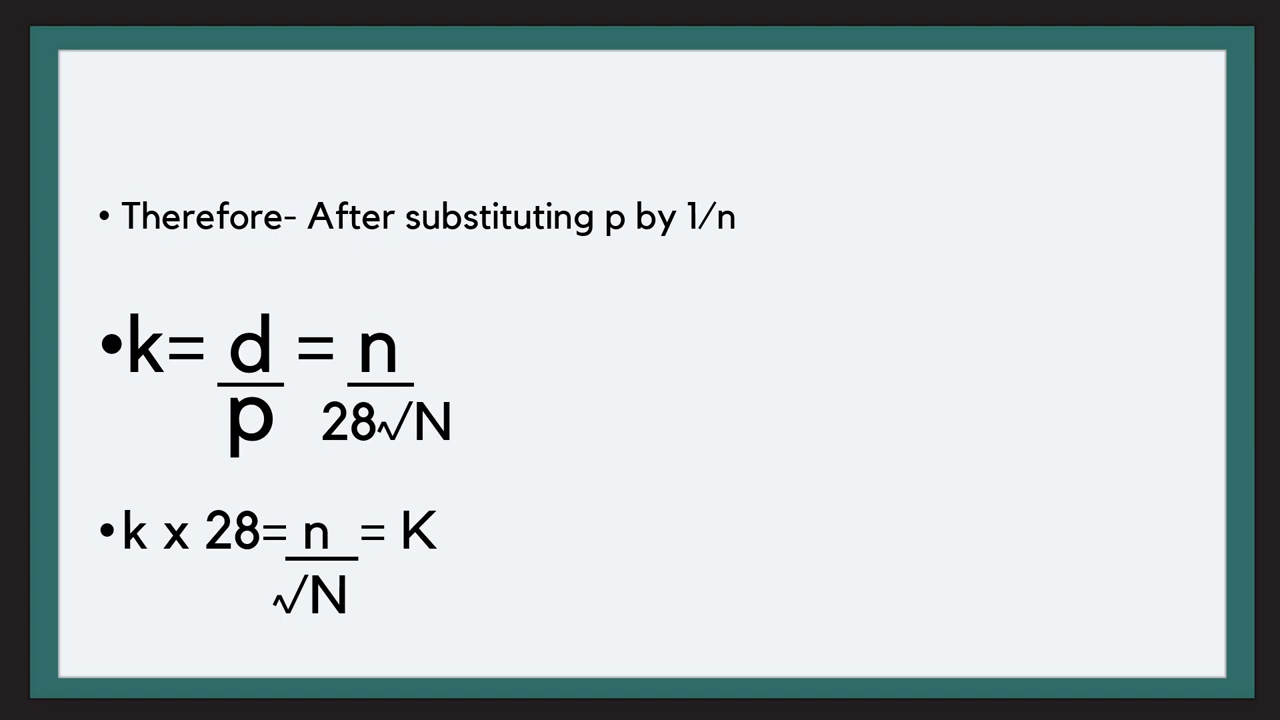 • Therefore- After substituting p by 1/n
•k= d = n
p 28√N
•k x 28= n = K
√N